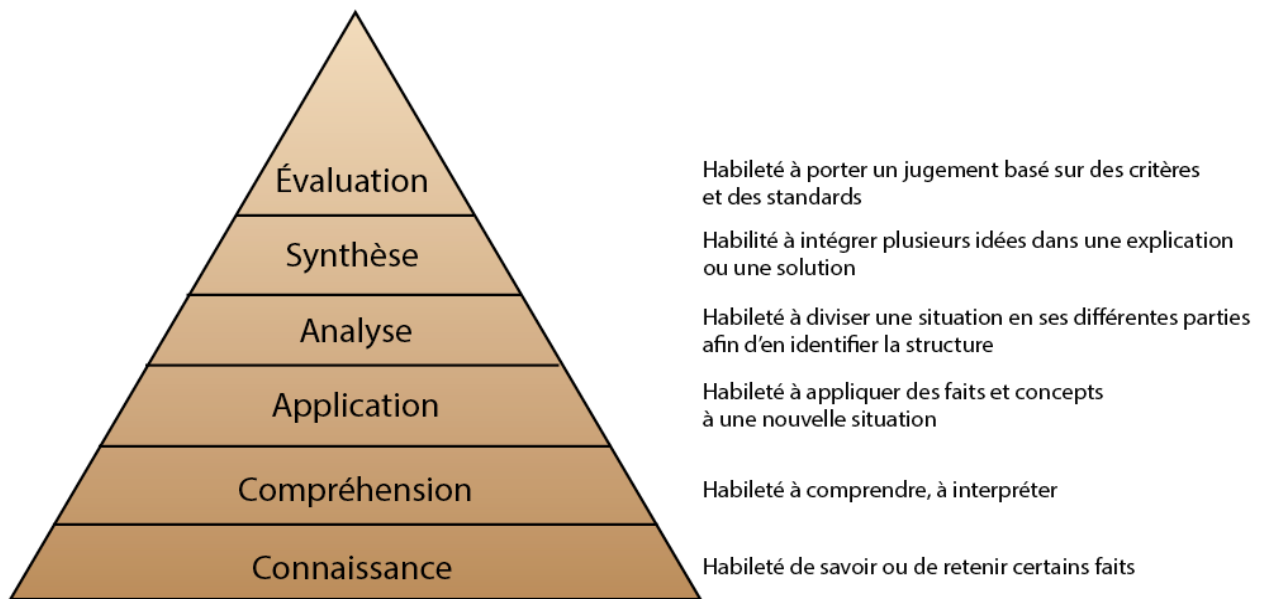 Évaluation
Habileté à porter un jugement basé sur des critères
et des standards
Synthèse
Habilité à intégrer plusieurs idées dans une explication
ou une solution
Analyse
Habileté à diviser une situation en ses différentes parties
afin d'en identifier la structure
Application
Habileté à appliquer des faits et concepts
à une nouvelle situation
Compréhension
Habileté à comprendre, à interpréter
Connaissance
Habileté de savoir ou de retenir certains faits